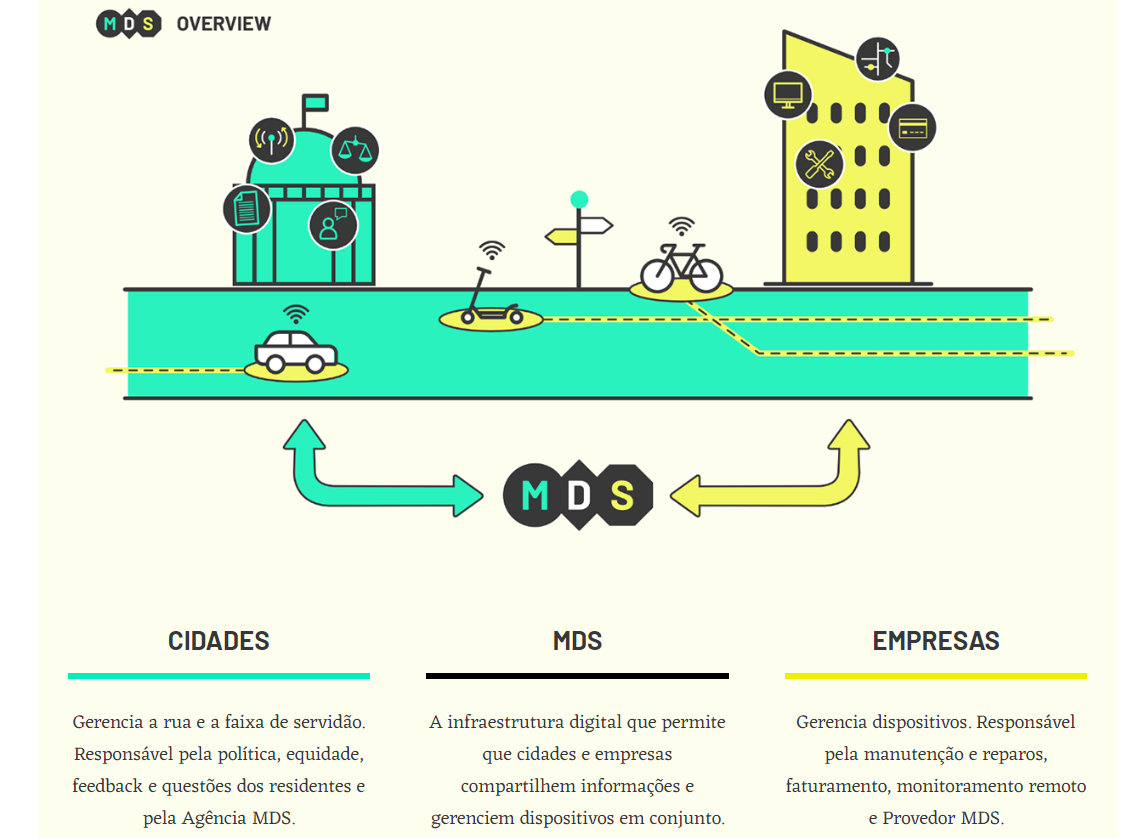 MDS OVERVIEW
MDS
CIDADES
Gerencia a rua e a faixa de servidão.
Responsável pela política, equidade,
feedback e questões dos residentes e
pela Agência MDS.
MDS
A infraestrutura digital que permite
que cidades e empresas
compartilhem informações e
gerenciem dispositivos em conjunto.
EMPRESAS
Gerencia dispositivos. Responsável
pela manutenção e reparos,
faturamento, monitoramento remoto
e Provedor MDS.